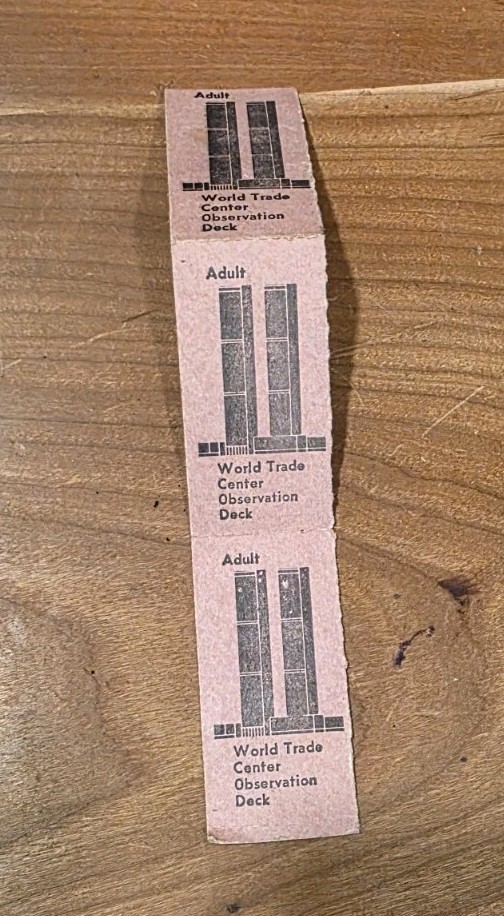 Adult
World Trade
Center
Observation
Deck
Adult
World Trade
Center
Observation
Deck
Adult
World Trade
Center
Observation
Deck